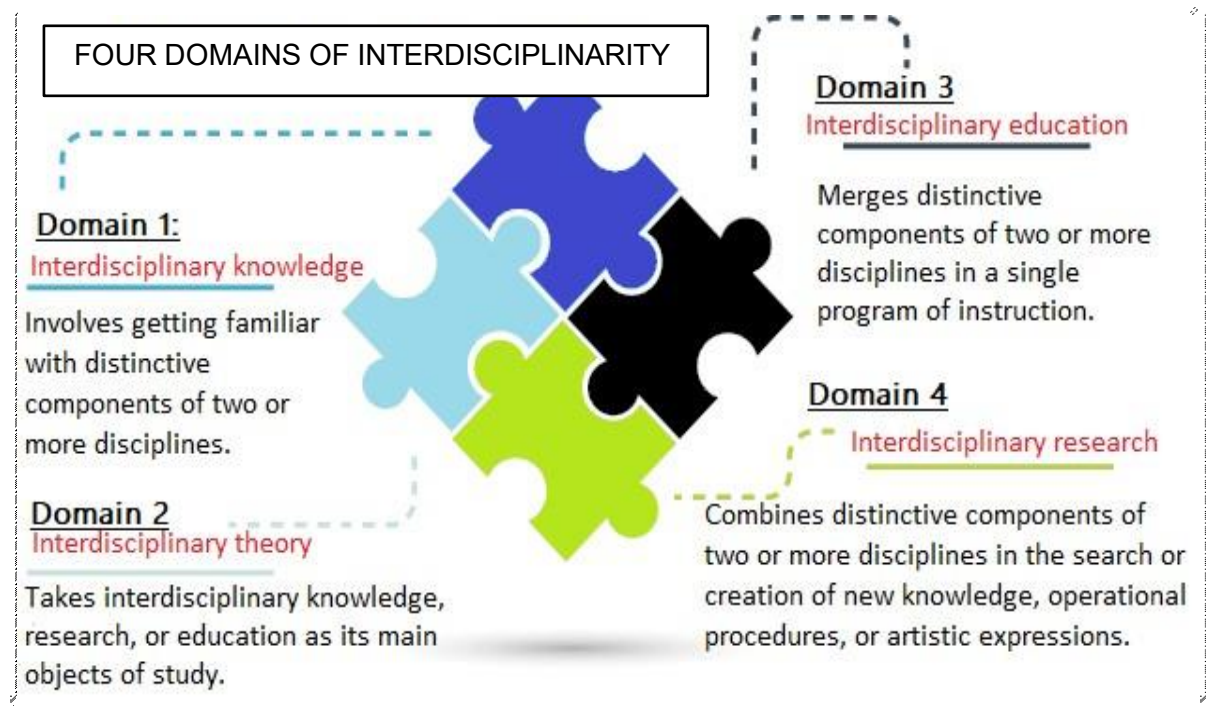 FOUR DOMAINS OF INTERDISCIPLINARITY
Domain 1:
Interdisciplinary knowledge
Involves getting familiar
with distinctive
components of two or
more disciplines.
Domain 2
Interdisciplinary theory
Takes interdisciplinary knowledge,
research, or education as its main
objects of study.
Domain 3
Interdisciplinary education
Merges distinctive
components of two or more
disciplines in a single
program of instruction.
Domain 4
Interdisciplinary research
Combines distinctive components of
two or more disciplines in the search or
creation of new knowledge, operational
procedures, or artistic expressions.